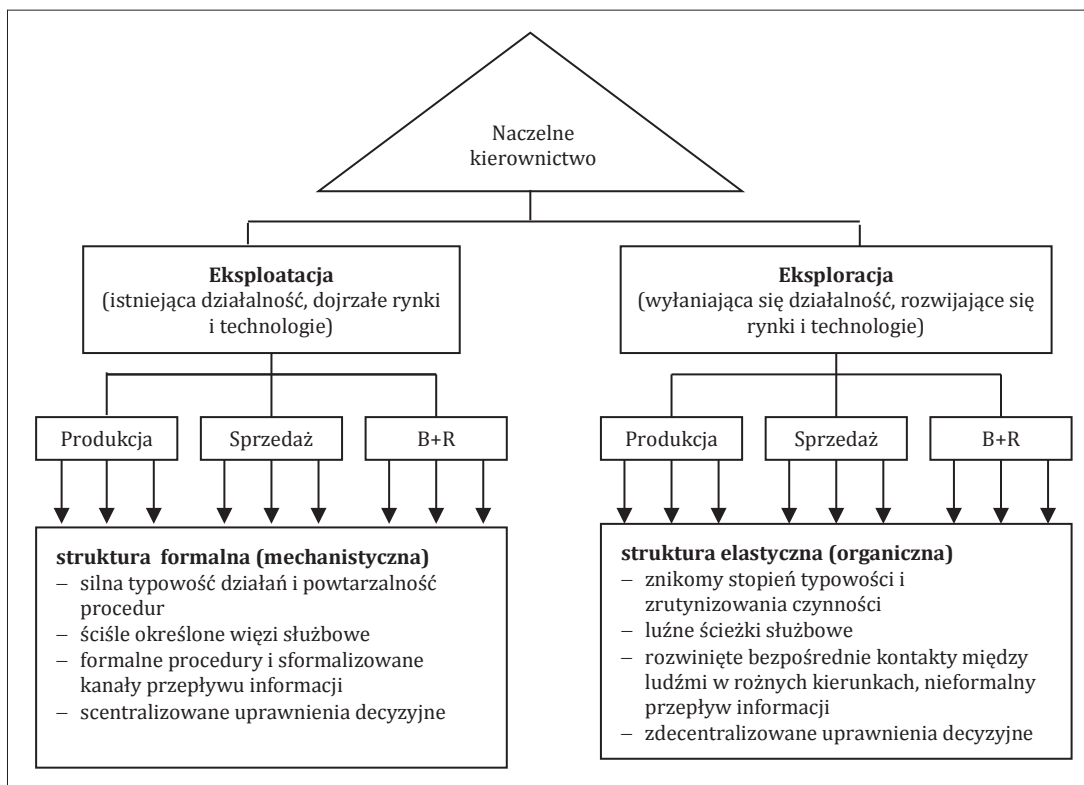 Naczelne
kierownictwo
Eksploatacja
(istniejąca działalność, dojrzałe rynki
i technologie)
Eksploracja
(wyłaniająca się działalność, rozwijające się
rynki i technologie)
Produkcja
Sprzedaż
B+R
Produkcja
Sprzedaż
B+R
struktura formalna (mechanistyczna)
– silna typowość działań i powtarzalność
procedur
– ściśle określone więzi służbowe
– formalne procedury i sformalizowane
kanały przepływu informacji
– scentralizowane uprawnienia decyzyjne
struktura elastyczna (organiczna)
– znikomy stopień typowości i
zrutynizowania czynności
– luźne ścieżki służbowe
– rozwinięte bezpośrednie kontakty między
ludźmi w rożnych kierunkach, nieformalny
przepływ informacji
– zdecentralizowane uprawnienia decyzyjne